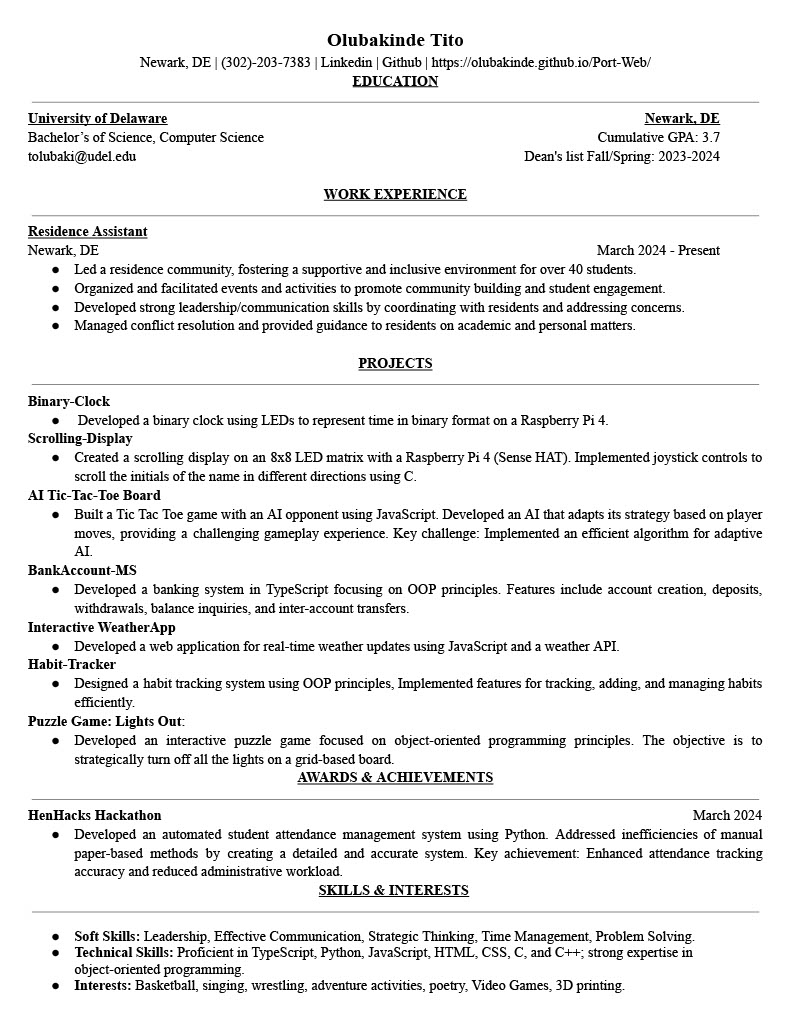 Olubakinde Tito
Newark, DE | (302)-203-7383 | Linkedin | Github | https://olubakinde.github.io/Port-Web/
EDUCATION
University of Delaware Newark, DE
Bachelor’s of Science, Computer Science Cumulative GPA: 3.7
tolubaki@udel.edu Dean's list Fall/Spring: 2023-2024
WORK EXPERIENCE
Residence Assistant
Newark, DE March 2024 - Present
● Led a residence community, fostering a supportive and inclusive environment for over 40 students.
● Organized and facilitated events and activities to promote community building and student engagement.
● Developed strong leadership/communication skills by coordinating with residents and addressing concerns.
● Managed conflict resolution and provided guidance to residents on academic and personal matters.
PROJECTS
Binary-Clock
● Developed a binary clock using LEDs to represent time in binary format on a Raspberry Pi 4.
Scrolling-Display
● Created a scrolling display on an 8x8 LED matrix with a Raspberry Pi 4 (Sense HAT). Implemented joystick controls to
scroll the initials of the name in different directions using C.
AI Tic-Tac-Toe Board
● Built a Tic Tac Toe game with an AI opponent using JavaScript. Developed an AI that adapts its strategy based on player
moves, providing a challenging gameplay experience. Key challenge: Implemented an efficient algorithm for adaptive
AI.
BankAccount-MS
● Developed a banking system in TypeScript focusing on OOP principles. Features include account creation, deposits,
withdrawals, balance inquiries, and inter-account transfers.
Interactive WeatherApp
● Developed a web application for real-time weather updates using JavaScript and a weather API.
Habit-Tracker
● Designed a habit tracking system using OOP principles, Implemented features for tracking, adding, and managing habits
efficiently.
Puzzle Game: Lights Out:
● Developed an interactive puzzle game focused on object-oriented programming principles. The objective is to
strategically turn off all the lights on a grid-based board.
AWARDS & ACHIEVEMENTS
HenHacks Hackathon March 2024
● Developed an automated student attendance management system using Python. Addressed inefficiencies of manual
paper-based methods by creating a detailed and accurate system. Key achievement: Enhanced attendance tracking
accuracy and reduced administrative workload.
SKILLS & INTERESTS
● Soft Skills: Leadership, Effective Communication, Strategic Thinking, Time Management, Problem Solving.
● Technical Skills: Proficient in TypeScript, Python, JavaScript, HTML, CSS, C, and C++; strong expertise in
object-oriented programming.
● Interests: Basketball, singing, wrestling, adventure activities, poetry, Video Games, 3D printing.